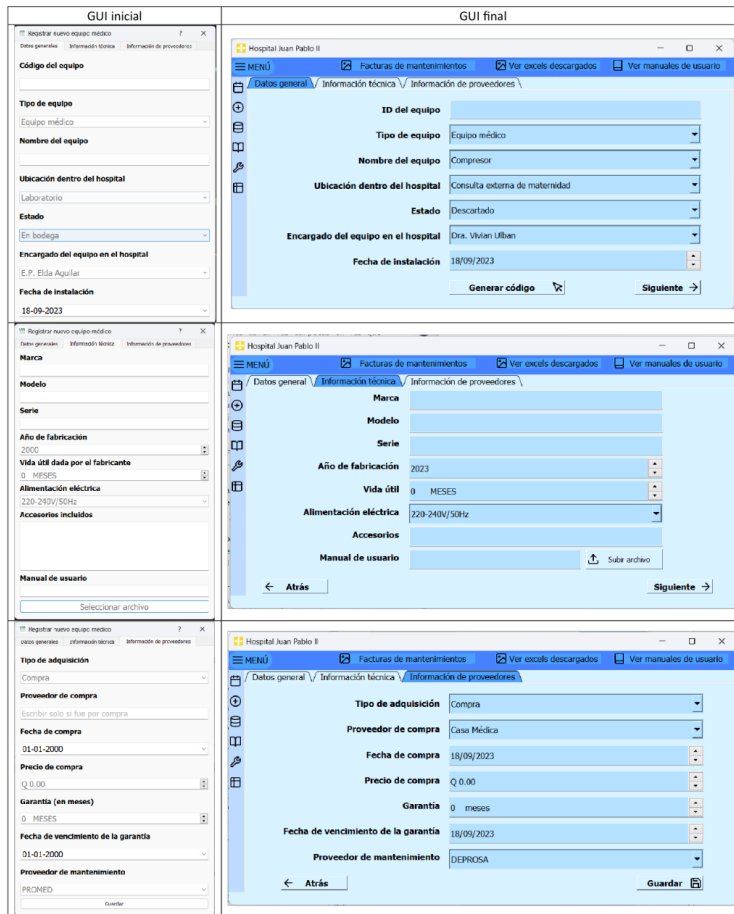 GUI inicial
GUI final
Registrar nuevo equipo médico ? ×
Datos generales Información técnica Información de proveedores
Código del equipo
Tipo de equipo
Equipo médico
Nombre del equipo
Ubicación dentro del hospital
Laboratorio
Estado
En bodega
Encargado del equipo en el hospital
E.P. Elda Aguilar
Fecha de instalación
18-09-2023
Hospital Juan Pablo II
MENÚ Facturas de mantenimientos Ver excels descargados Ver manuales de usuario
Datos general Información técnica Información de proveedores
ID del equipo
Tipo de equipo Equipo médico
Nombre del equipo Compresor
Ubicación dentro del hospital Consulta externa de maternidad
Estado Descartado
Encargado del equipo en el hospital Dra. Vivian Ulban
Fecha de instalación 18/09/2023
Generar código Siguiente
Registrar nuevo equipo médico ? ×
Datos generales Información técnica Información de proveedores
Marca
Modelo
Serie
Año de fabricación
2000
Vida útil dada por el fabricante
0 MESES
Alimentación eléctrica
220-240V/50Hz
Accesorios incluidos
Manual de usuario
Seleccionar archivo
Hospital Juan Pablo II
MENÚ Facturas de mantenimientos Ver excels descargados Ver manuales de usuario
Datos general Información técnica Información de proveedores
Marca
Modelo
Serie
Año de fabricación 2023
Vida útil 0 MESES
Alimentación eléctrica 220-240V/50Hz
Accesorios
Manual de usuario Subir archivo
Atrás Siguiente
Registrar nuevo equipo médico ? ×
Datos generales Información técnica Información de proveedores
Tipo de adquisición
Compra
Proveedor de compra
Escribir solo si fue por compra
Fecha de compra
01-01-2000
Precio de compra
Q 0.00
Garantía (en meses)
0 MESES
Fecha de vencimiento de la garantía
01-01-2000
Proveedor de mantenimiento
PROMED
Guardar
Hospital Juan Pablo II
MENÚ Facturas de mantenimientos Ver excels descargados Ver manuales de usuario
Datos general Información técnica Información de proveedores
Tipo de adquisición Compra
Proveedor de compra Casa Médica
Fecha de compra 18/09/2023
Precio de compra Q 0.00
Garantía 0 meses
Fecha de vencimiento de la garantía 18/09/2023
Proveedor de mantenimiento DEPROSA
Atrás Guardar